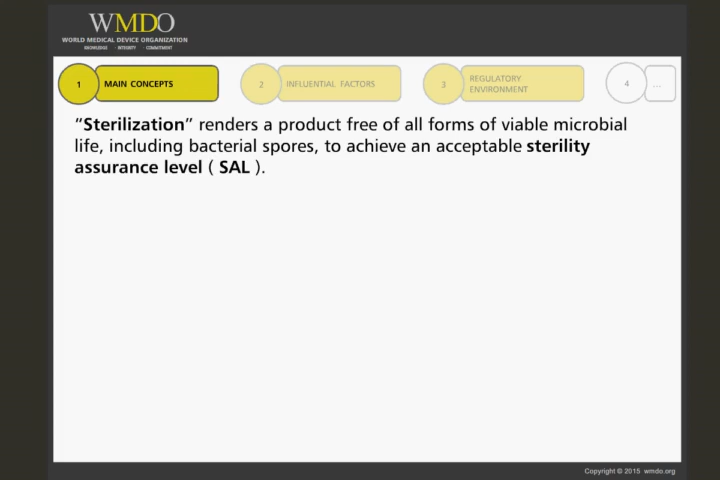 WMDO
WORLD MEDICAL DEVICE ORGANIZATION
KNOWLEDGE · INTEGRITY · COMMITMENT
1 MAIN CONCEPTS
2 INFLUENTIAL FACTORS
3 REGULATORY ENVIRONMENT
4 ...
“Sterilization” renders a product free of all forms of viable microbial
life, including bacterial spores, to achieve an acceptable sterility
assurance level ( SAL ).
Copyright © 2015 wmdo.org